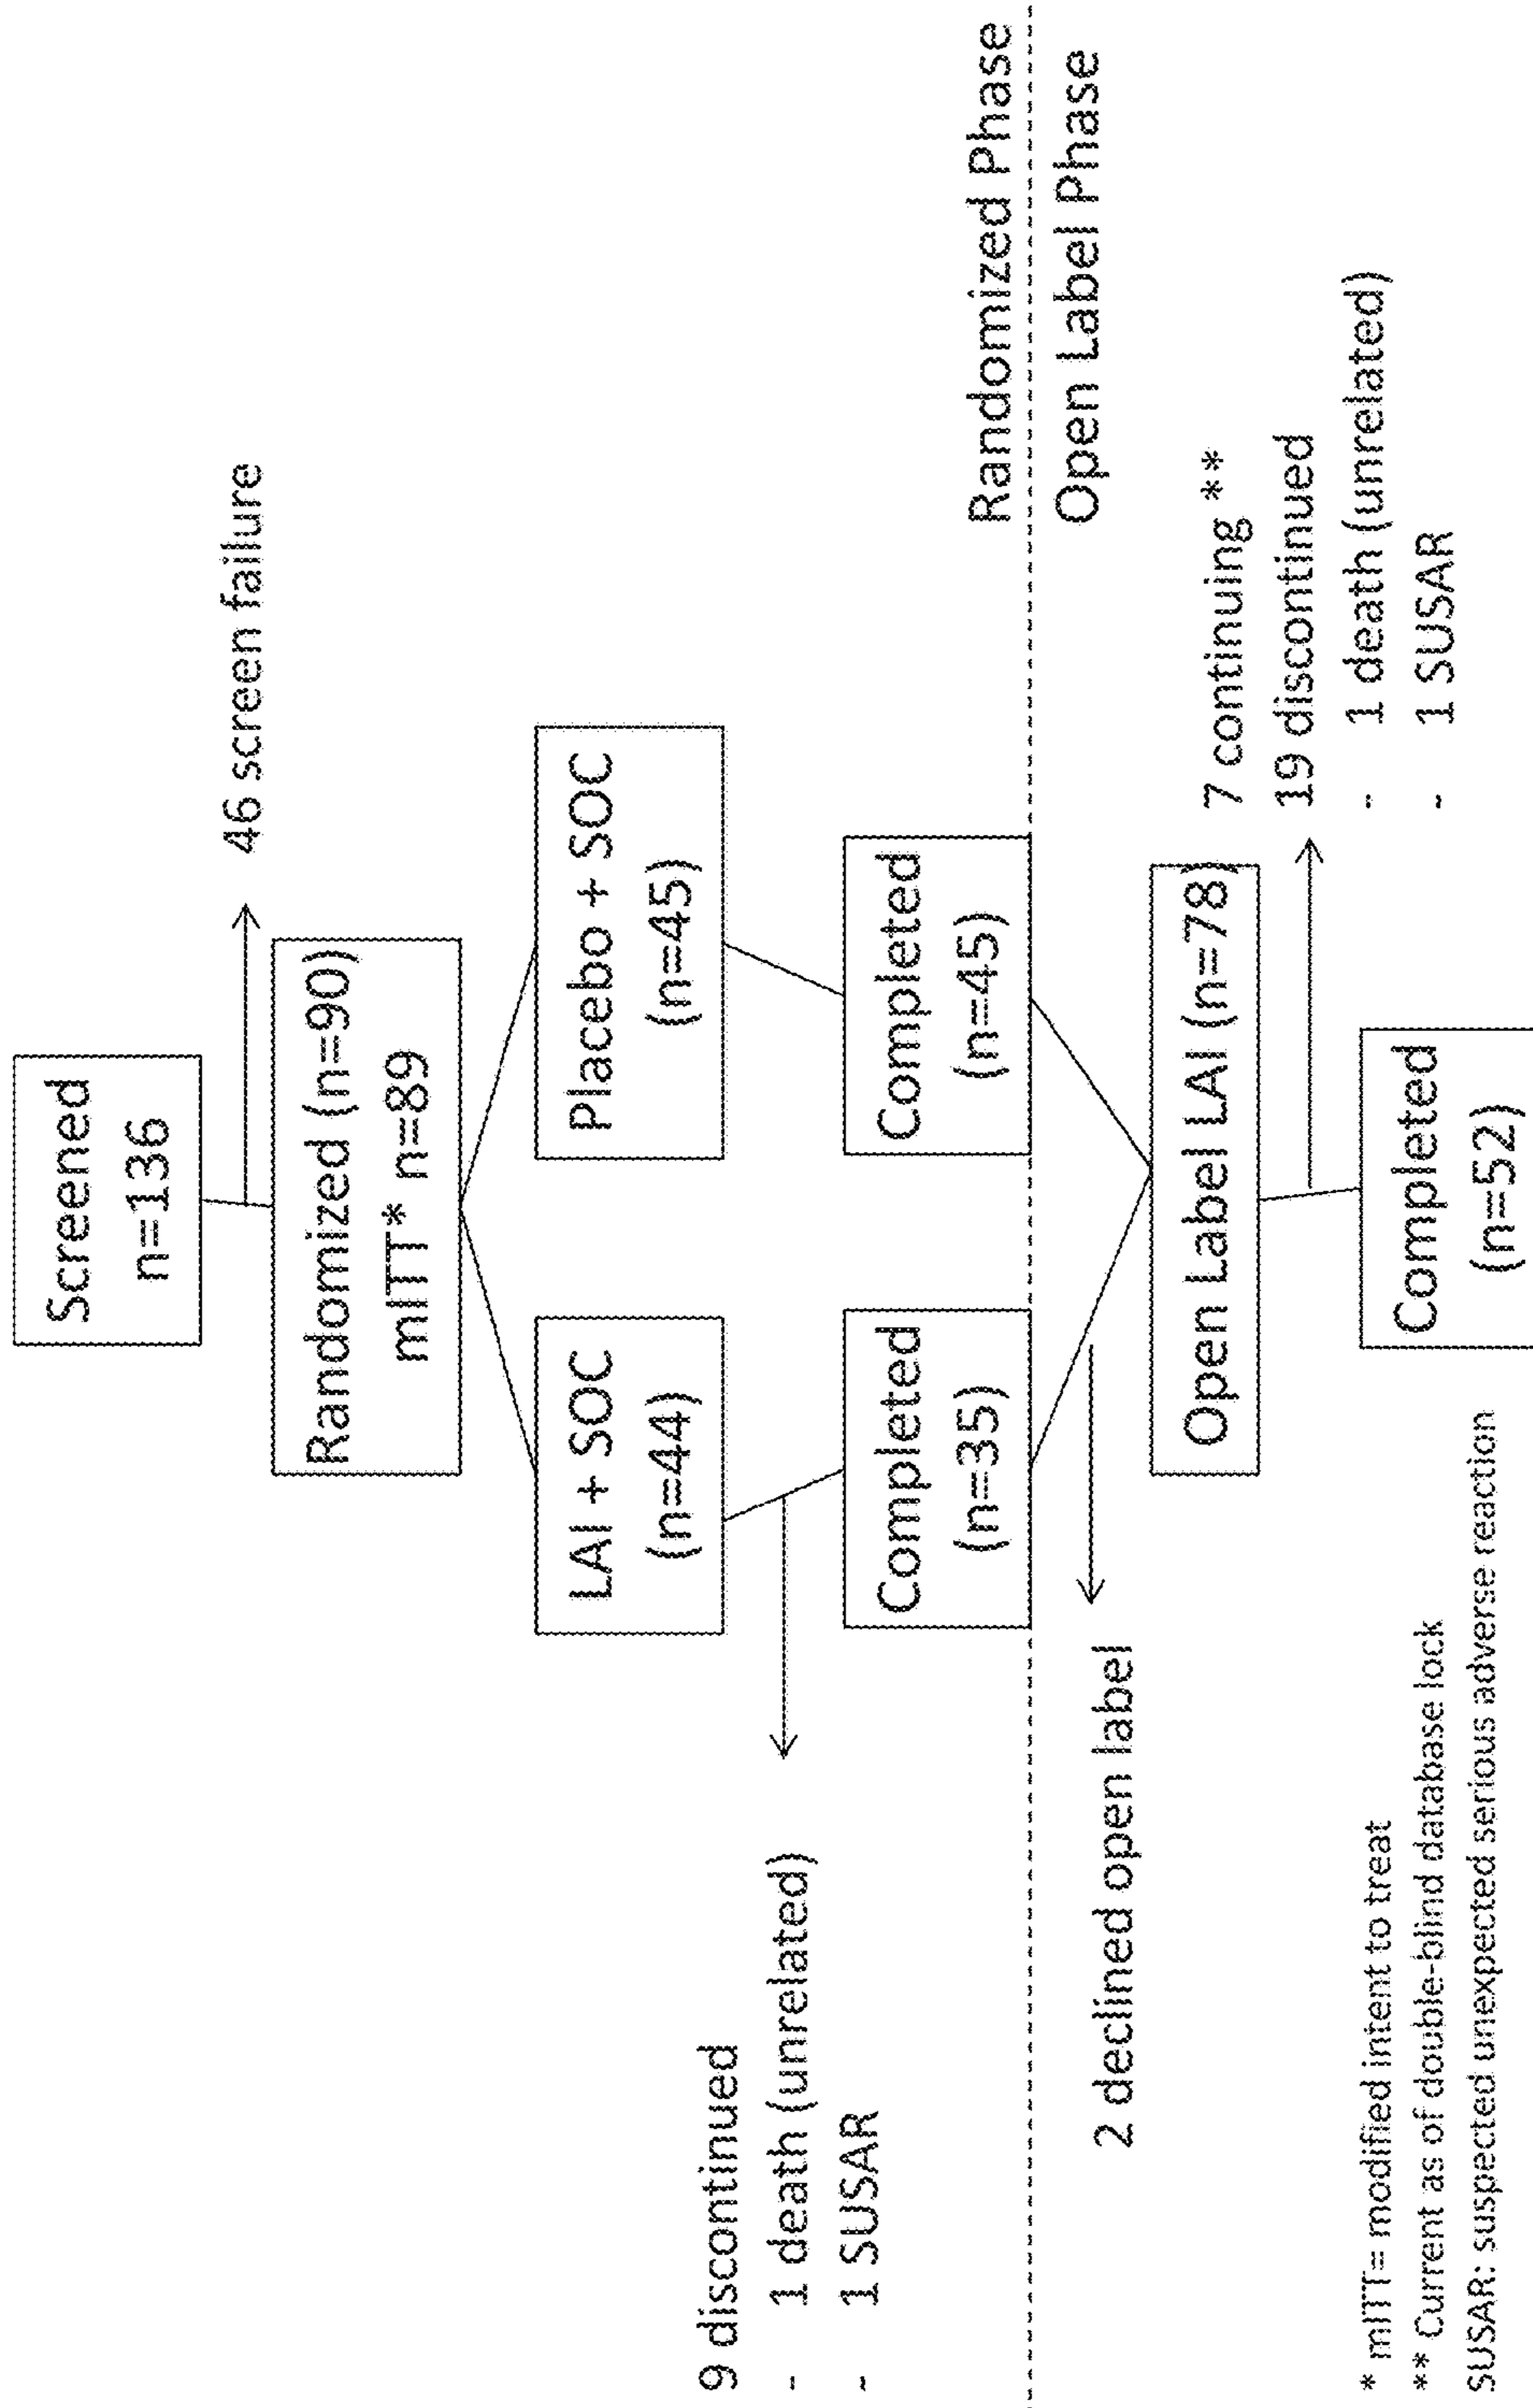 Screened
n=136
46 screen failure
Randomized (n=90)
mITT* n=89
LAI + SOC
(n=44)
Placebo + SOC
(n=45)
9 discontinued
- 1 death (unrelated)
- 1 SUSAR
Completed
(n=35)
Completed
(n=45)
Randomized Phase
Open Label Phase
2 declined open label
Open Label LAI (n=78)
7 continuing **
19 discontinued
- 1 death (unrelated)
- 1 SUSAR
Completed
(n=52)
* mITT= modified intent to treat
** Current as of double-blind database lock
SUSAR: suspected unexpected serious adverse reaction